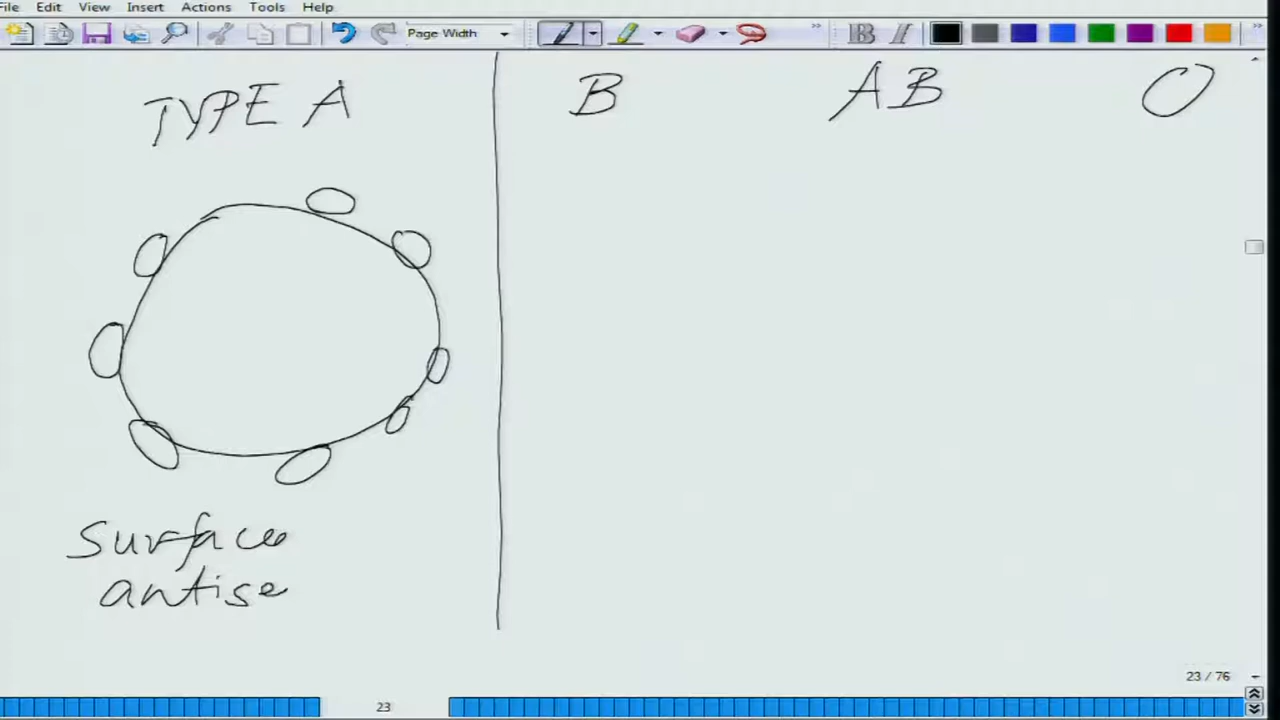 File Edit View Insert Actions Tools Help
Page Width
B I
TYPE A B AB O
Surface
antise
23 / 76
23